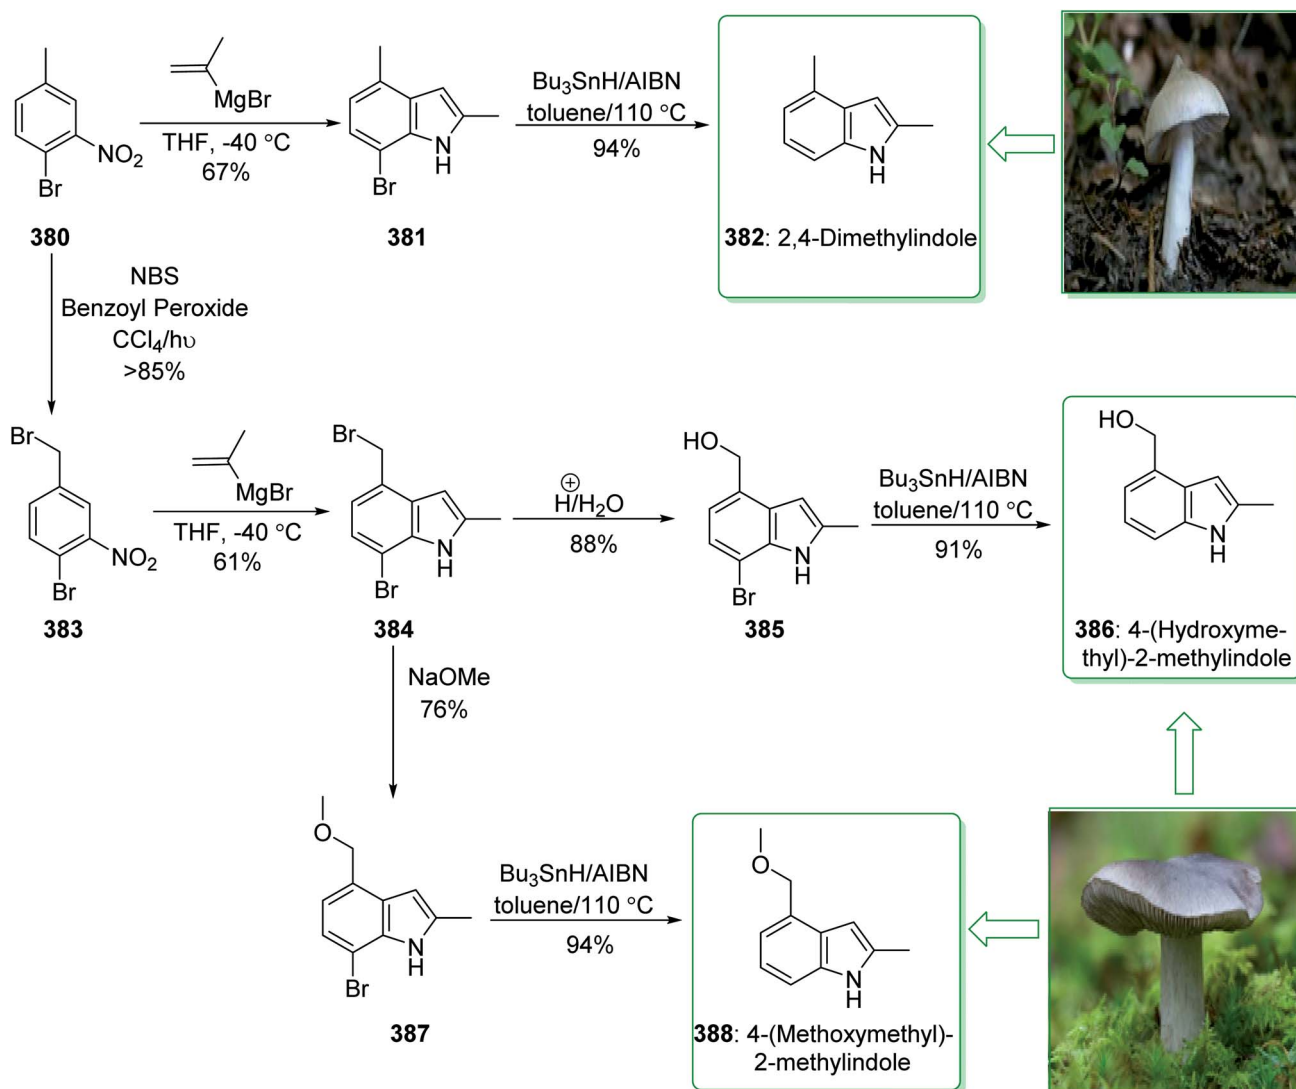 MgBr
THF, -40 °C
67%
NO₂
Br
380
N
H
Br
381
Bu₃SnH/AIBN
toluene/110 °C
94%
N
H
382: 2,4-Dimethylindole
NBS
Benzoyl Peroxide
CCl₄/hυ
>85%
Br
NO₂
Br
383
MgBr
THF, -40 °C
61%
Br
N
H
Br
384
⊕
H/H₂O
88%
HO
N
H
Br
385
Bu₃SnH/AIBN
toluene/110 °C
91%
HO
N
H
386: 4-(Hydroxyme-
thyl)-2-methylindole
NaOMe
76%
O
N
H
Br
387
Bu₃SnH/AIBN
toluene/110 °C
94%
O
N
H
388: 4-(Methoxymethyl)-
2-methylindole